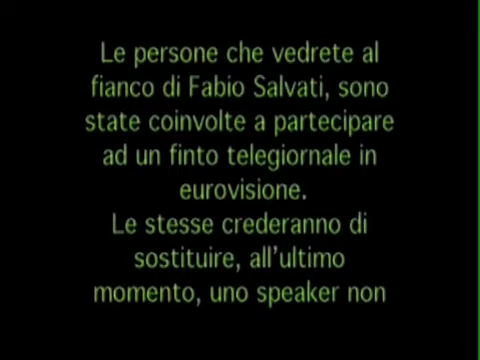 Le persone che vedrete al
fianco di Fabio Salvati, sono
state coinvolte a partecipare
ad un finto telegiornale in
eurovisione.
Le stesse crederanno di
sostituire, all'ultimo
momento, uno speaker non